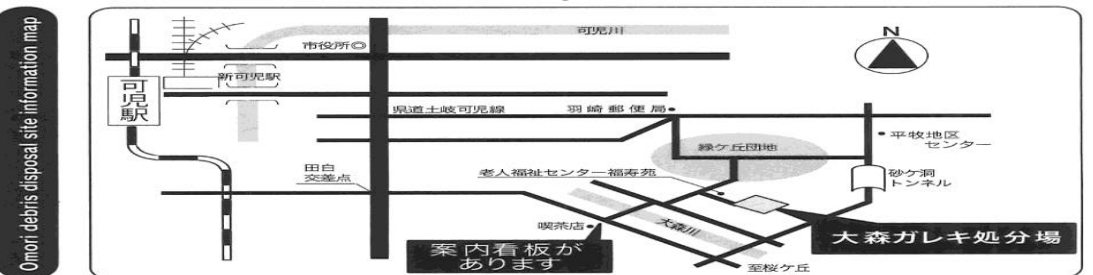 Omori debris disposal site information map
可児川
N
市役所◎
新可児駅
可児駅
県道土岐可児線
羽崎郵便局
平牧地区
センター
緑ケ丘団地
田白
交差点
老人福祉センター福寿苑
砂ケ洞
トンネル
大森川
喫茶店
大森ガレキ処分場
案内看板が
あります
至桜ケ丘